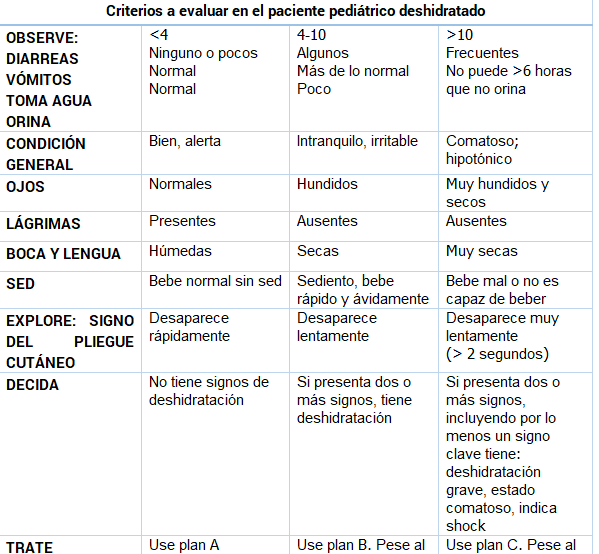 Criterios a evaluar en el paciente pediátrico deshidratado
OBSERVE:
DIARREAS
VÓMITOS
TOMA AGUA
ORINA
<4
Ninguno o pocos
Normal
Normal
4-10
Algunos
Más de lo normal
Poco
>10
Frecuentes
No puede >6 horas
que no orina
CONDICIÓN
GENERAL
Bien, alerta
Intranquilo, irritable
Comatoso;
hipotónico
OJOS
Normales
Hundidos
Muy hundidos y
secos
LÁGRIMAS
Presentes
Ausentes
Ausentes
BOCA Y LENGUA
Húmedas
Secas
Muy secas
SED
Bebe normal sin sed
Sediento, bebe
rápido y ávidamente
Bebe mal o no es
capaz de beber
EXPLORE: SIGNO
DEL PLIEGUE
CUTÁNEO
Desaparece
rápidamente
Desaparece
lentamente
Desaparece muy
lentamente
(> 2 segundos)
DECIDA
No tiene signos de
deshidratación
Si presenta dos o
más signos, tiene
deshidratación
Si presenta dos o
más signos,
incluyendo por lo
menos un signo
clave tiene:
deshidratación
grave, estado
comatoso, indica
shock
TRATE
Use plan A
Use plan B. Pese al
Use plan C. Pese al